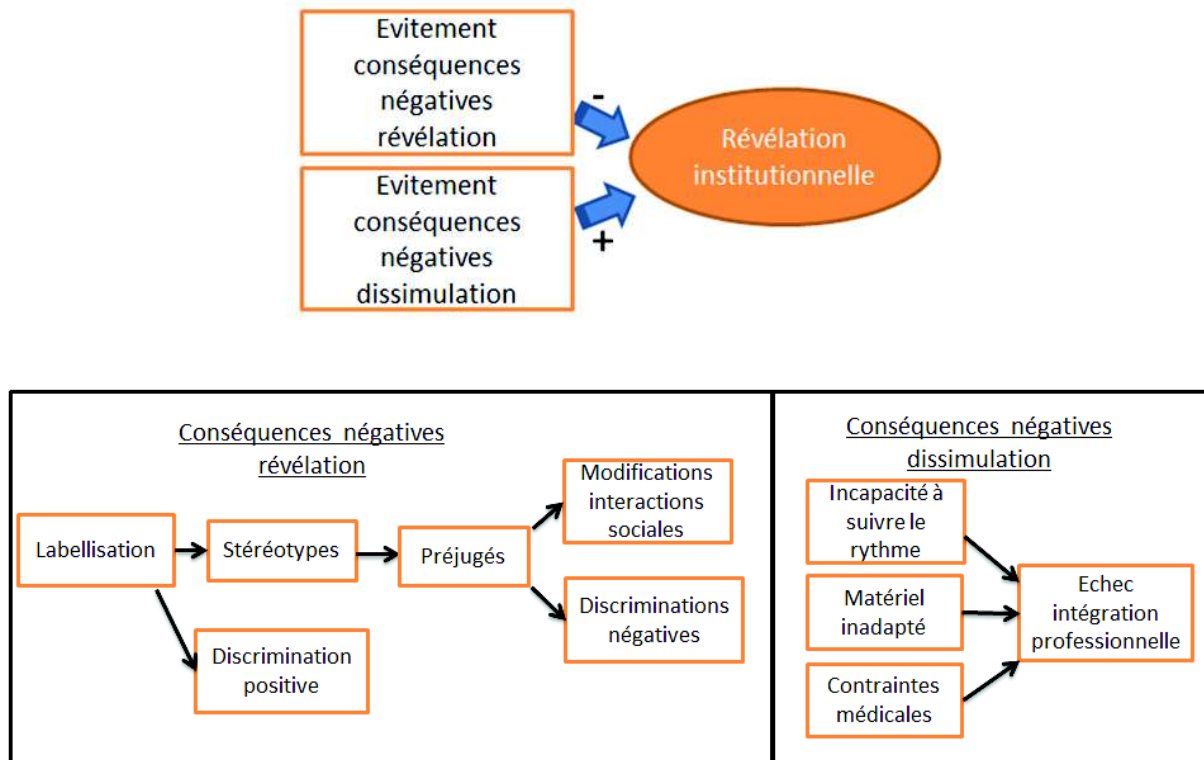 Evitement
conséquences
négatives
révélation
-
Révélation
institutionnelle
Evitement
conséquences
négatives
dissimulation
+
Conséquences négatives
révélation
Labellisation
Stéréotypes
Préjugés
Modifications
interactions
sociales
Discriminations
négatives
Discrimination
positive
Conséquences négatives
dissimulation
Incapacité à
suivre le
rythme
Matériel
inadapté
Contraintes
médicales
Echec
intégration
professionnelle